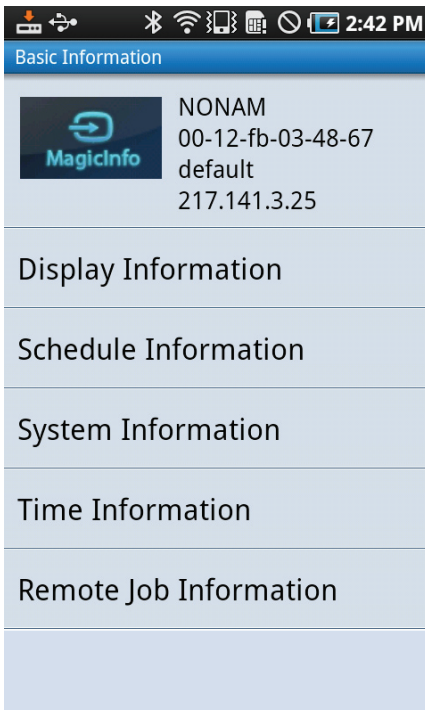 2:42 PM
Basic Information
MagicInfo
NONAM
00-12-fb-03-48-67
default
217.141.3.25
Display Information
Schedule Information
System Information
Time Information
Remote Job Information